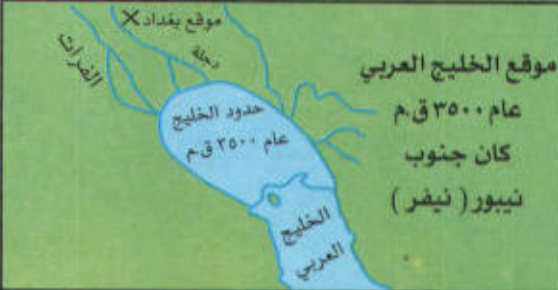 موقع الخليج العربي
عام ٣٥٠٠ ق.م
كان جنوب
نيبور ( نيفر )
موقع بغداد X
دجلة
الفرات
حدود الخليج
عام ٣٥٠٠ ق.م
الخليج
العربي